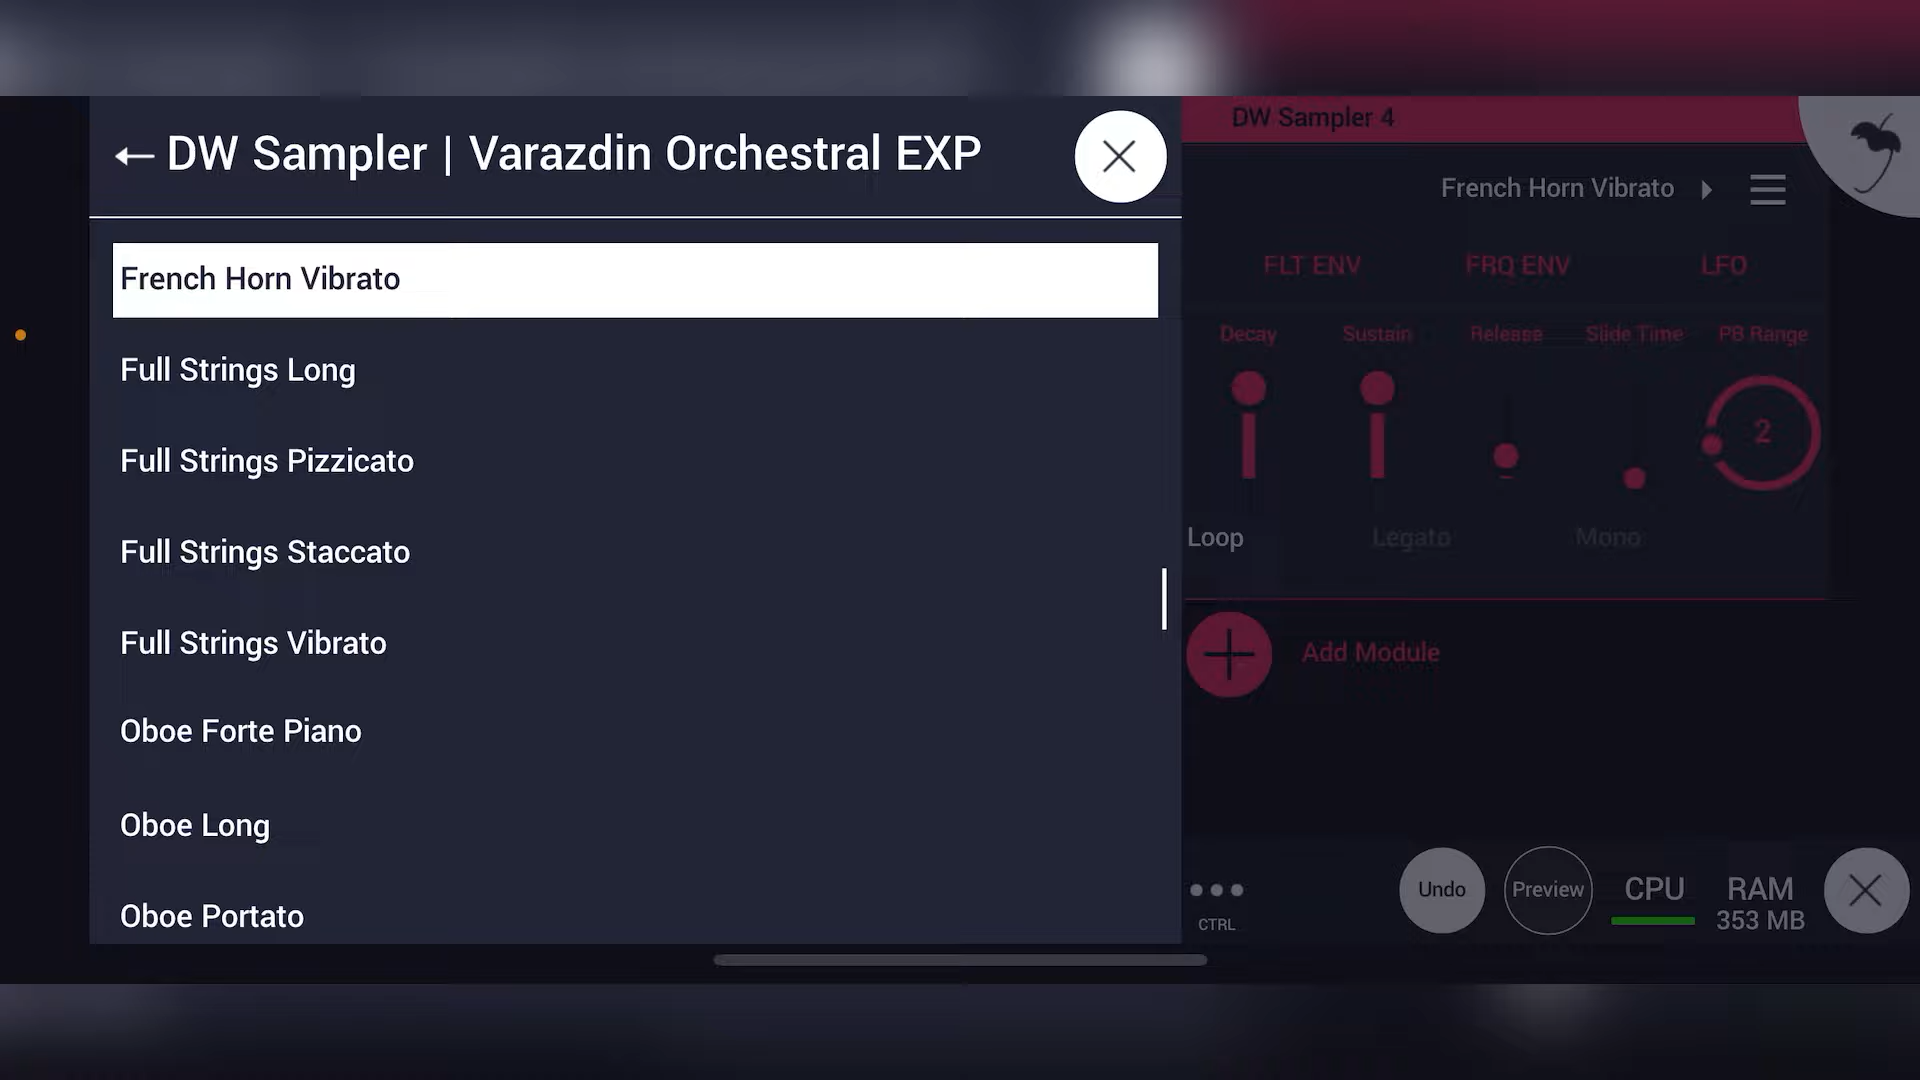 DW Sampler | Varazdin Orchestral EXP
French Horn Vibrato
Full Strings Long
Full Strings Pizzicato
Full Strings Staccato
Full Strings Vibrato
Oboe Forte Piano
Oboe Long
Oboe Portato
DW Sampler 4
French Horn Vibrato
FLT ENV FRQ ENV LFO
Decay Sustain Release Slide Time PB Range
2
Loop Legato Mono
Add Module
CTRL
Undo Preview CPU RAM
353 MB